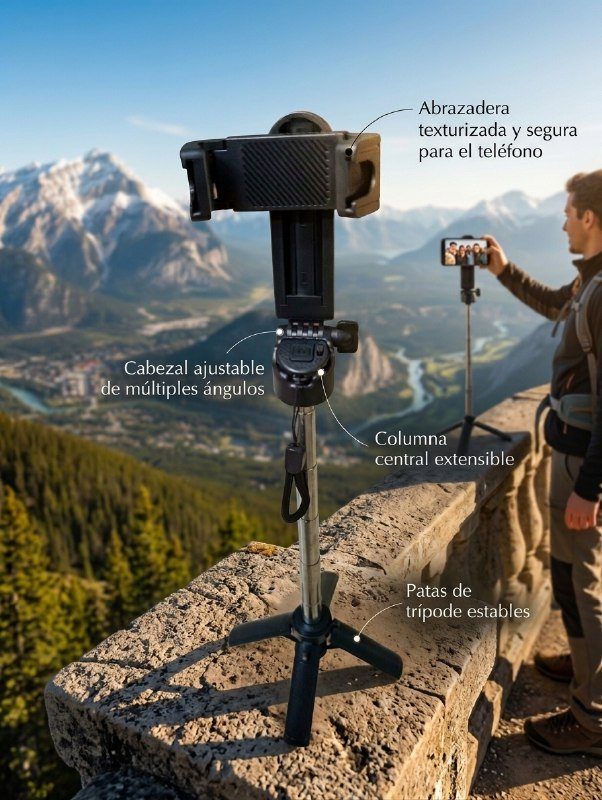 Abrazadera
texturizada y segura
para el teléfono
Cabezal ajustable
de múltiples ángulos
Columna
central extensible
Patas de
trípode estables